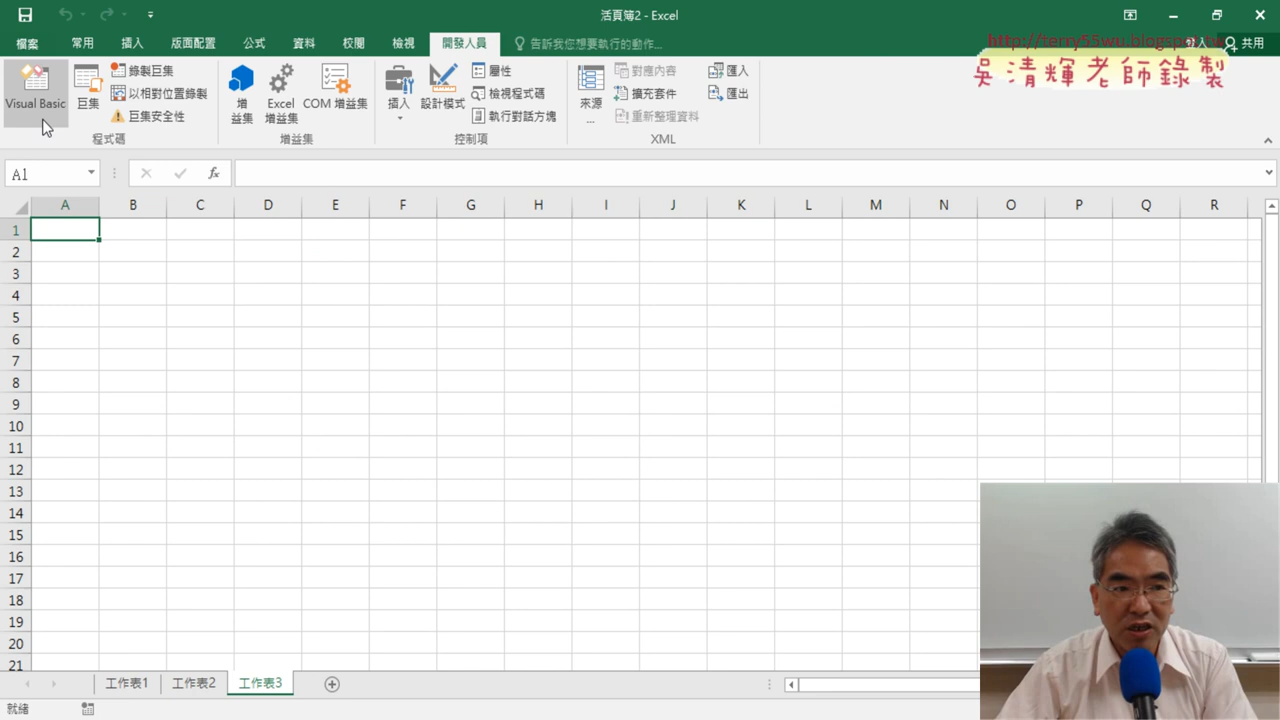 活頁簿2 - Excel
http://terry55wu.blogspot.tw
吳清輝老師錄製
檔案 常用 插入 版面配置 公式 資料 校閱 檢視 開發人員 告訴我您想要執行的動作... 共用
Visual Basic
巨集
錄製巨集
以相對位置錄製
巨集安全性
程式碼
增
益集
Excel
增益集
COM 增益集
增益集
插入
設計模式
屬性
檢視程式碼
執行對話方塊
控制項
來源
...
對應內容
擴充套件
重新整理資料
匯入
匯出
XML
A1
fx
A B C D E F G H I J K L M N O P Q R
1
2
3
4
5
6
7
8
9
10
11
12
13
14
15
16
17
18
19
20
21
工作表1 工作表2 工作表3
就緒